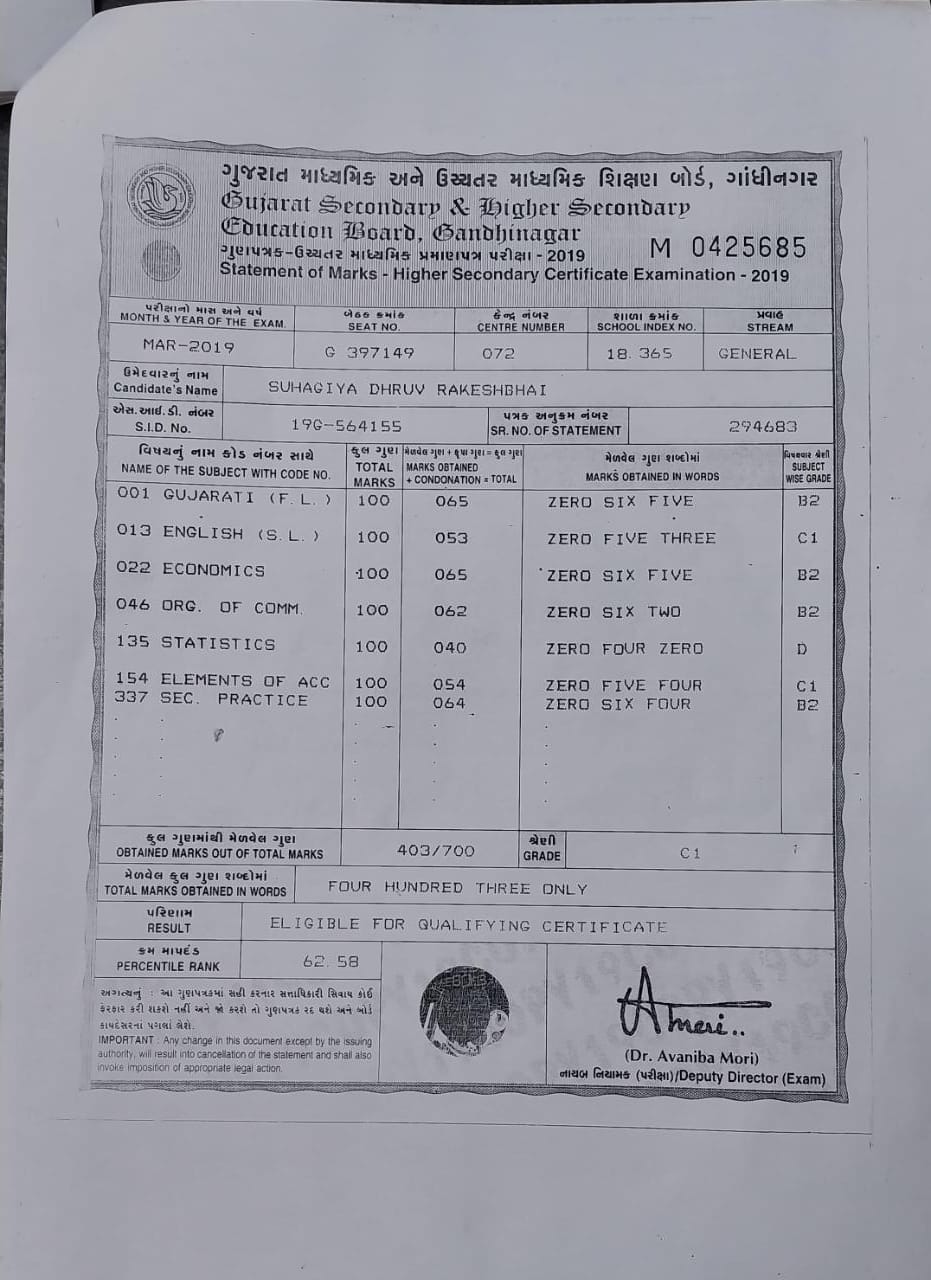 ગુજરાત માધ્યમિક અને ઉચ્ચતર માધ્યમિક શિક્ષણ બોર્ડ, ગાંધીનગર
Gujarat Secondary & Higher Secondary
Education Board, Gandhinagar
M 0425685
ગુણપત્રક-ઉચ્ચતર માધ્યમિક પ્રમાણપત્ર પરીક્ષા - 2019
Statement of Marks - Higher Secondary Certificate Examination - 2019
પરીક્ષાનો માસ અને વર્ષ બેઠક ક્રમાંક કેન્દ્ર નંબર શાળા ક્રમાંક પ્રવાહ
MONTH & YEAR OF THE EXAM. SEAT NO. CENTRE NUMBER SCHOOL INDEX NO. STREAM
MAR-2019 G 397149 072 18.365 GENERAL
ઉમેદવારનું નામ
Candidate's Name SUHAGIYA DHRUV RAKESHBHAI
એસ.આઈ.ડી. નંબર પત્રક અનુક્રમ નંબર
S.I.D. No. 19G-564155 SR. NO. OF STATEMENT 294683
વિષયનું નામ કોડ નંબર સાથે કુલ ગુણ મેળવેલ ગુણ + કૃપા ગુણ = કુલ ગુણ મેળવેલ ગુણ શબ્દોમાં વિષયવાર શ્રેણી
NAME OF THE SUBJECT WITH CODE NO. TOTAL MARKS MARKS OBTAINED + CONDONATION = TOTAL MARKS OBTAINED IN WORDS SUBJECT WISE GRADE
001 GUJARATI (F.L.) 100 065 ZERO SIX FIVE B2
013 ENGLISH (S.L.) 100 053 ZERO FIVE THREE C1
022 ECONOMICS 100 065 ZERO SIX FIVE B2
046 ORG. OF COMM. 100 062 ZERO SIX TWO B2
135 STATISTICS 100 040 ZERO FOUR ZERO D
154 ELEMENTS OF ACC 100 054 ZERO FIVE FOUR C1
337 SEC. PRACTICE 100 064 ZERO SIX FOUR B2
કુલ ગુણમાંથી મેળવેલ ગુણ શ્રેણી
OBTAINED MARKS OUT OF TOTAL MARKS 403/700 GRADE C1
મેળવેલ કુલ ગુણ શબ્દોમાં
TOTAL MARKS OBTAINED IN WORDS FOUR HUNDRED THREE ONLY
પરિણામ
RESULT ELIGIBLE FOR QUALIFYING CERTIFICATE
ક્રમ માપદંડ
PERCENTILE RANK 62.58
અગત્યનું : આ ગુણપત્રકમાં સહી કરનાર સત્તાધિકારી સિવાય કોઈ
ફેરફાર કરી શકશે નહીં અને જો કરશે તો ગુણપત્રક રદ થશે અને બોર્ડ
કાયદેસરનાં પગલાં લેશે.
IMPORTANT : Any change in this document except by the issuing
authority, will result into cancellation of the statement and shall also
invoke imposition of appropriate legal action.
(Dr. Avaniba Mori)
નાયબ નિયામક (પરીક્ષા)/Deputy Director (Exam)